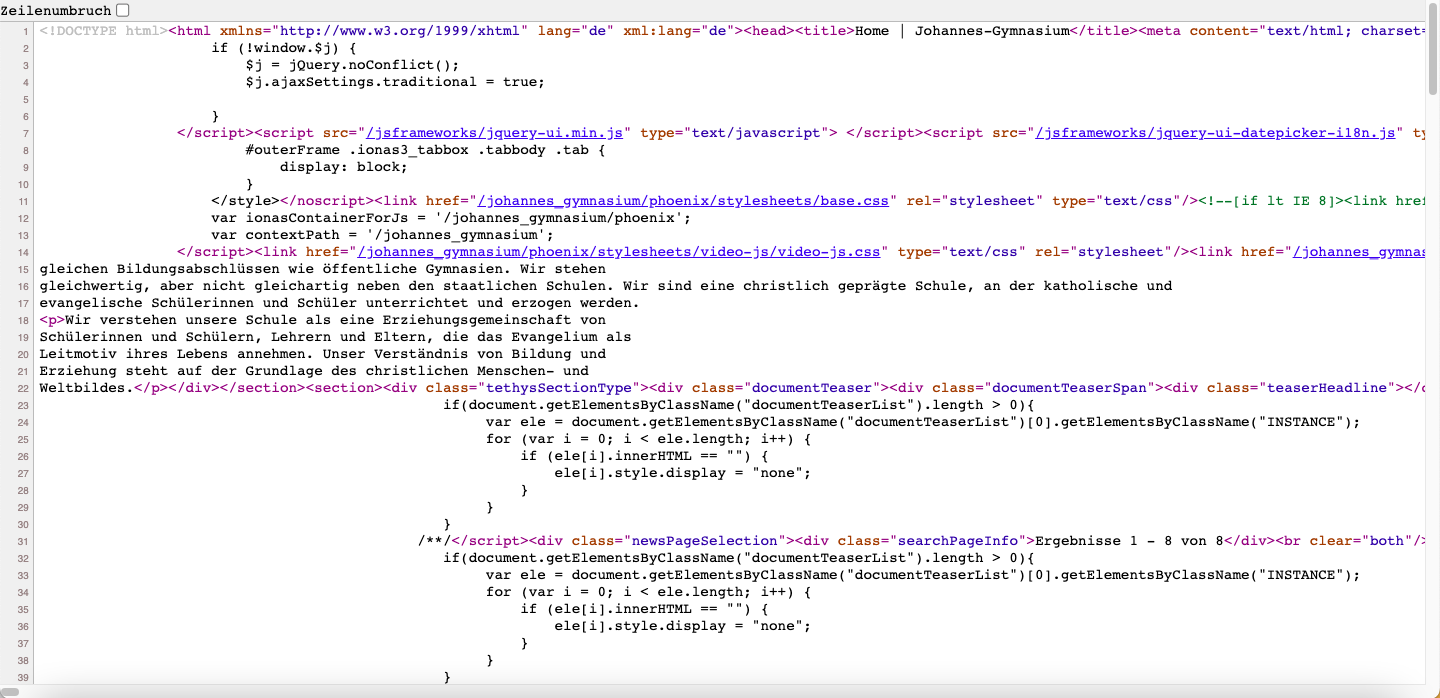 Zeilenumbruch
1 <!DOCTYPE html><html xmlns="http://www.w3.org/1999/xhtml" lang="de" xml:lang="de"><head><title>Home | Johannes-Gymnasium</title><meta content="text/html; charset=
2 if (!window.$j) {
3 $j = jQuery.noConflict();
4 $j.ajaxSettings.traditional = true;
5
6 }
7 </script><script src="/jsframeworks/jquery-ui.min.js" type="text/javascript"> </script><script src="/jsframeworks/jquery-ui-datepicker-i18n.js" ty
8 #outerFrame .ionas3_tabbox .tabbody .tab {
9 display: block;
10 }
11 </style></noscript><link href="/johannes_gymnasium/phoenix/stylesheets/base.css" rel="stylesheet" type="text/css"/><!--[if lt IE 8]><link href
12 var ionasContainerForJs = '/johannes_gymnasium/phoenix';
13 var contextPath = '/johannes_gymnasium';
14 </script><link href="/johannes_gymnasium/phoenix/stylesheets/video-js/video-js.css" type="text/css" rel="stylesheet"/><link href="/johannes_gymnas
15 gleichen Bildungsabschlüssen wie öffentliche Gymnasien. Wir stehen
16 gleichwertig, aber nicht gleichartig neben den staatlichen Schulen. Wir sind eine christlich geprägte Schule, an der katholische und
17 evangelische Schülerinnen und Schüler unterrichtet und erzogen werden.
18 <p>Wir verstehen unsere Schule als eine Erziehungsgemeinschaft von
19 Schülerinnen und Schülern, Lehrern und Eltern, die das Evangelium als
20 Leitmotiv ihres Lebens annehmen. Unser Verständnis von Bildung und
21 Erziehung steht auf der Grundlage des christlichen Menschen- und
22 Weltbildes.</p></div></section><section><div class="tethysSectionType"><div class="documentTeaser"><div class="documentTeaserSpan"><div class="teaserHeadline"></d
23 if(document.getElementsByClassName("documentTeaserList").length > 0){
24 var ele = document.getElementsByClassName("documentTeaserList")[0].getElementsByClassName("INSTANCE");
25 for (var i = 0; i < ele.length; i++) {
26 if (ele[i].innerHTML == "") {
27 ele[i].style.display = "none";
28 }
29 }
30 }
31 /**/</script><div class="newsPageSelection"><div class="searchPageInfo">Ergebnisse 1 - 8 von 8</div><br clear="both"/>
32 if(document.getElementsByClassName("documentTeaserList").length > 0){
33 var ele = document.getElementsByClassName("documentTeaserList")[0].getElementsByClassName("INSTANCE");
34 for (var i = 0; i < ele.length; i++) {
35 if (ele[i].innerHTML == "") {
36 ele[i].style.display = "none";
37 }
38 }
39 }